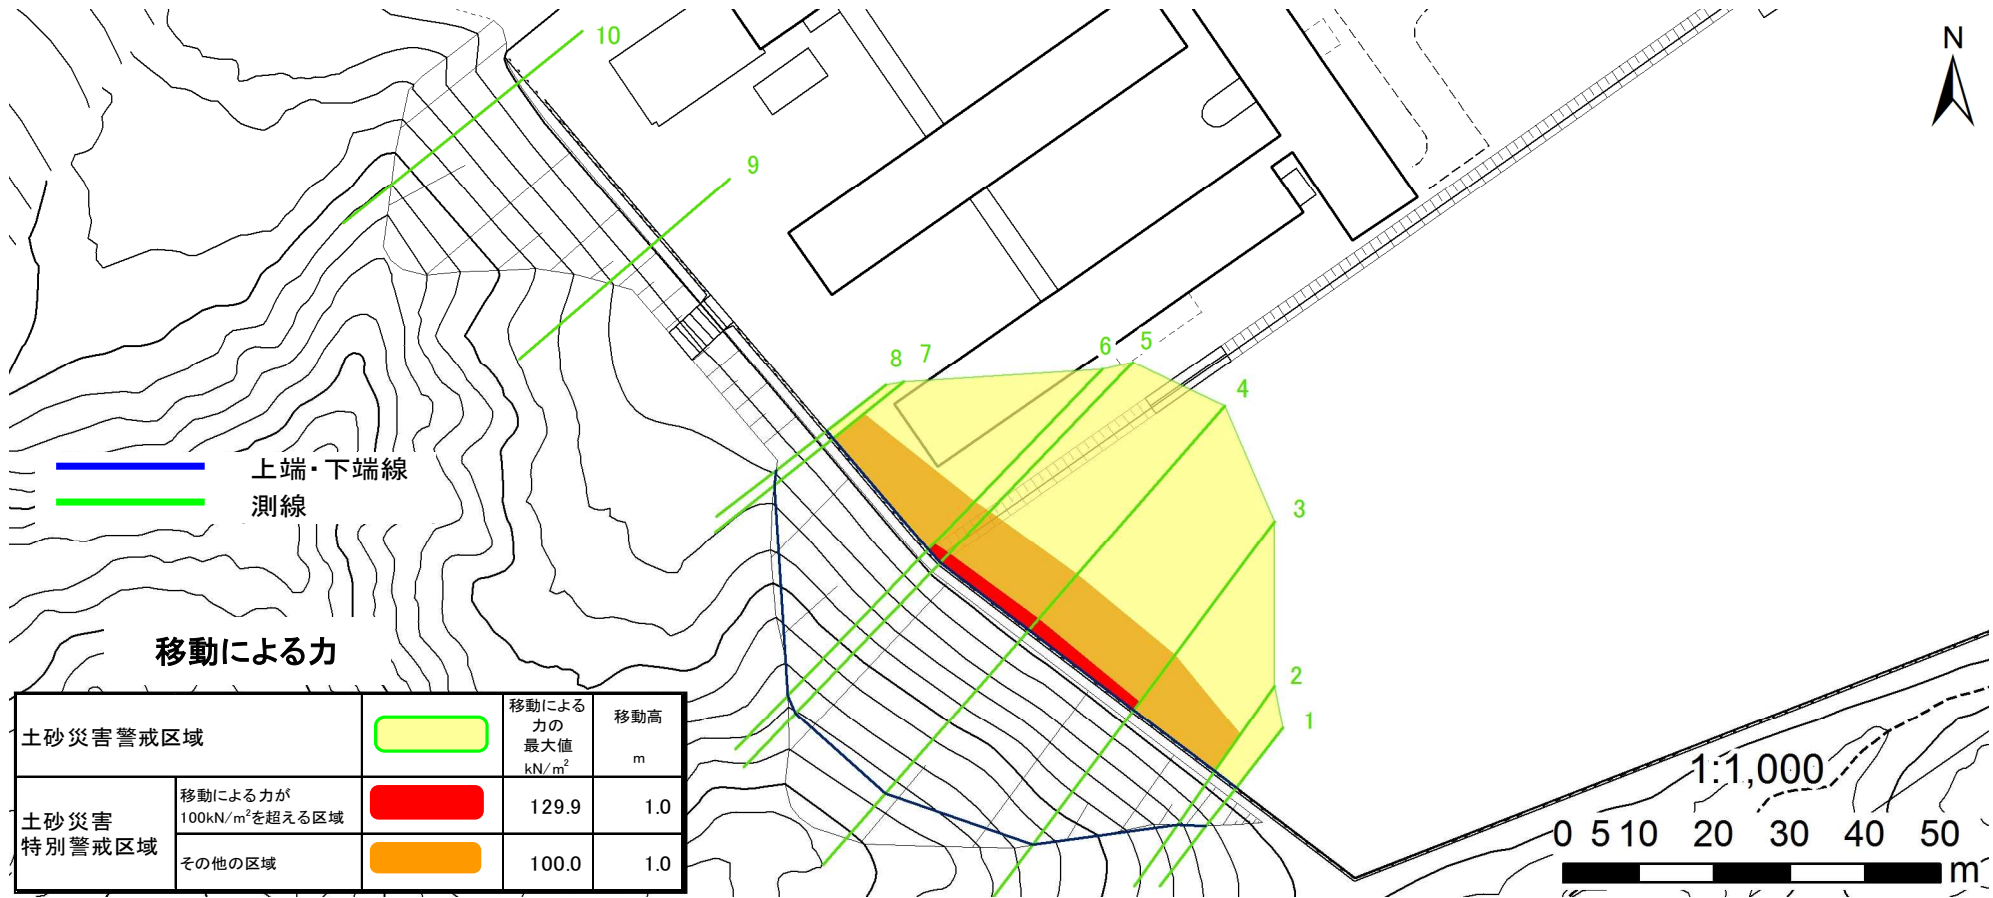 10
N
9
8
7
6
5
4
3
2
1
上端・下端線
測線
移動による力
土砂災害警戒区域
移動による
力の
最大値
kN/m²
移動高
m
土砂災害
特別警戒区域
移動による力が
100kN/m²を超える区域
129.9
1.0
その他の区域
100.0
1.0
1:1,000
0 5 10 20 30 40 50
m